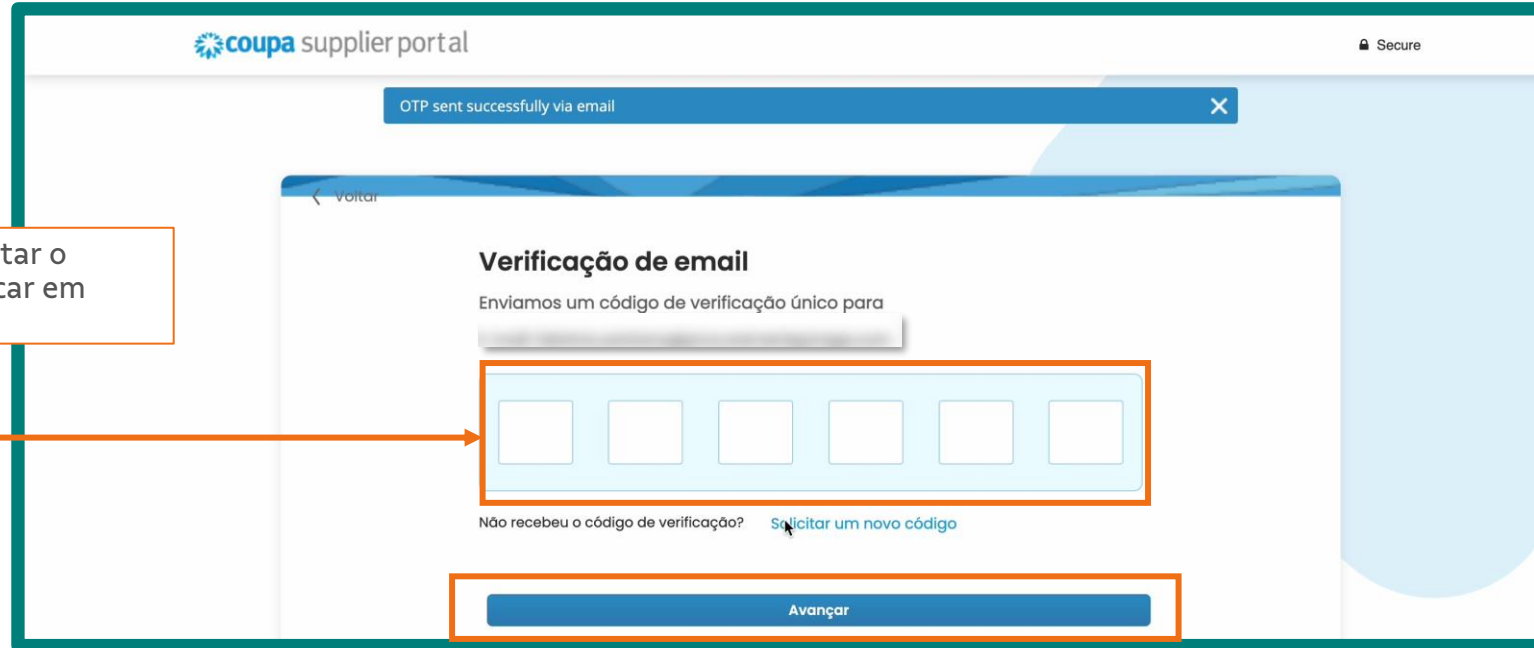 coupa supplier portal
Secure
OTP sent successfully via email
Voltar
tar o
car em
Verificação de email
Enviamos um código de verificação único para
Não recebeu o código de verificação? Solicitar um novo código
Avançar